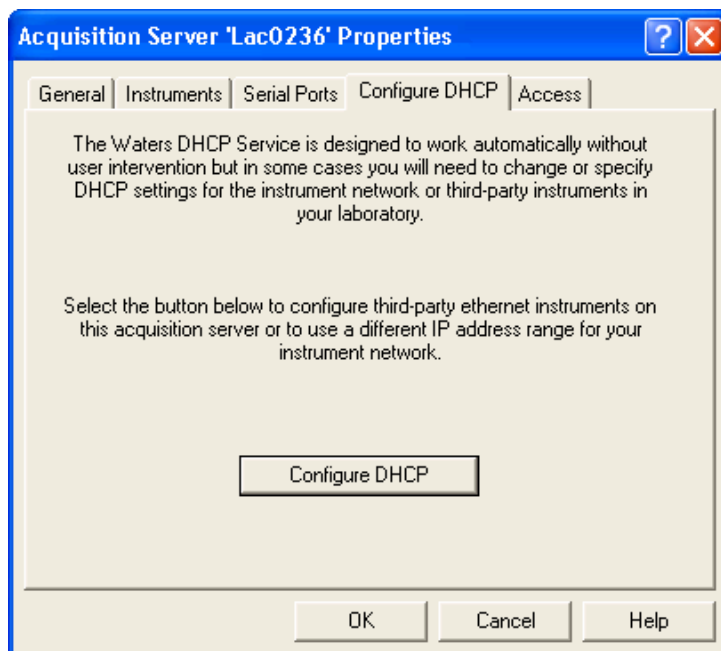 Acquisition Server 'Lac0236' Properties
?
General Instruments Serial Ports Configure DHCP Access
The Waters DHCP Service is designed to work automatically without
user intervention but in some cases you will need to change or specify
DHCP settings for the instrument network or third-party instruments in
your laboratory.
Select the button below to configure third-party ethernet instruments on
this acquisition server or to use a different IP address range for your
instrument network.
Configure DHCP
OK Cancel Help